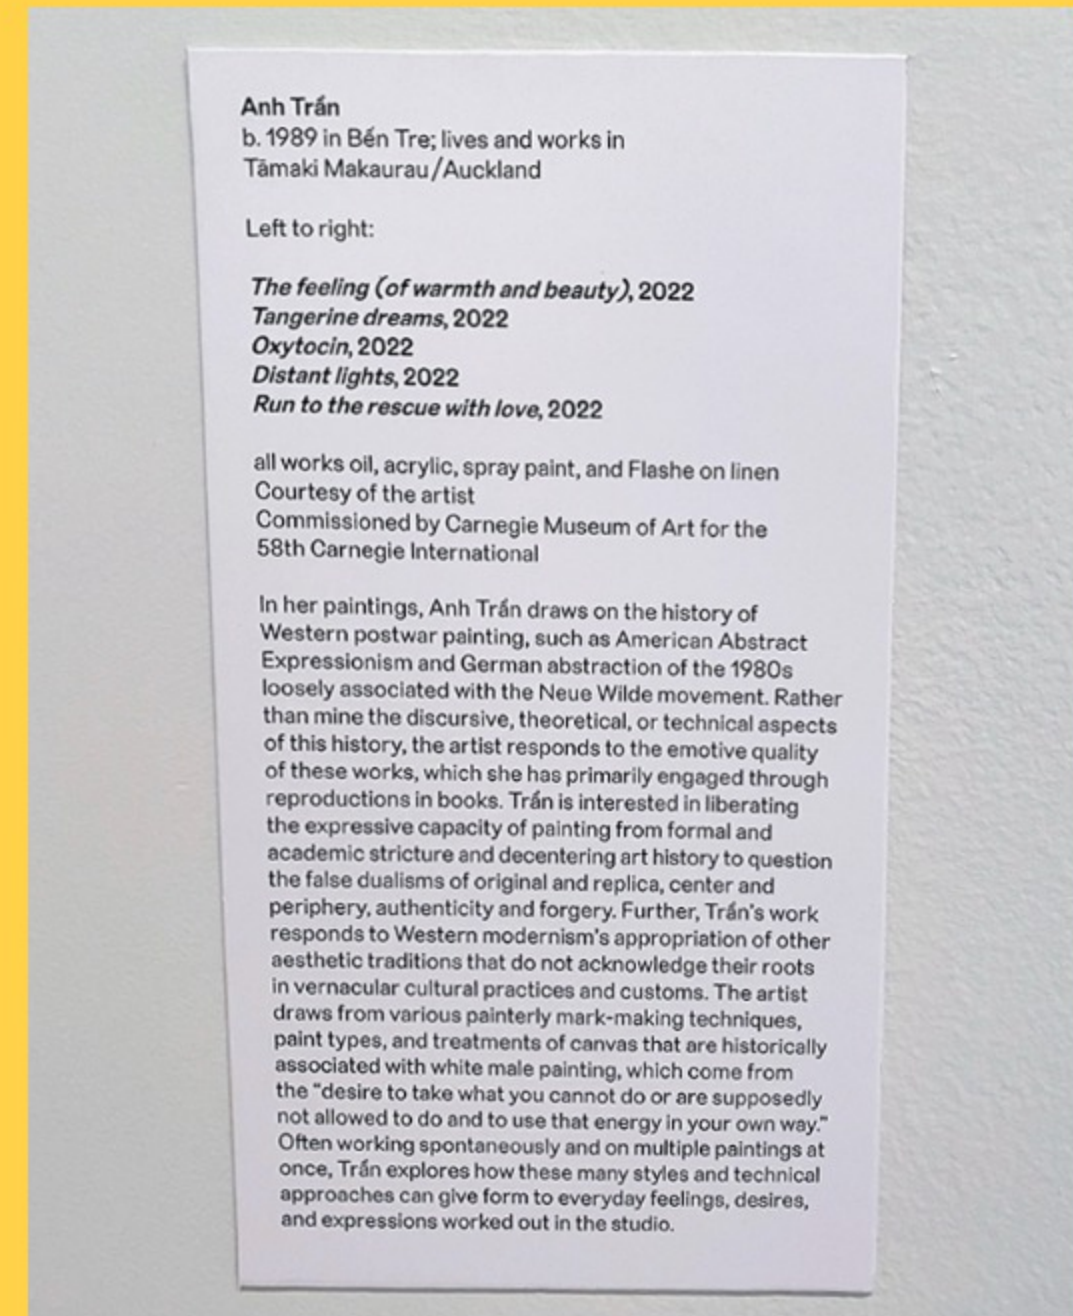 Anh Trấn
b. 1989 in Bến Tre; lives and works in
Tāmaki Makaurau/Auckland
Left to right:
The feeling (of warmth and beauty), 2022
Tangerine dreams, 2022
Oxytocin, 2022
Distant lights, 2022
Run to the rescue with love, 2022
all works oil, acrylic, spray paint, and Flashe on linen
Courtesy of the artist
Commissioned by Carnegie Museum of Art for the
58th Carnegie International
In her paintings, Anh Trấn draws on the history of
Western postwar painting, such as American Abstract
Expressionism and German abstraction of the 1980s
loosely associated with the Neue Wilde movement. Rather
than mine the discursive, theoretical, or technical aspects
of this history, the artist responds to the emotive quality
of these works, which she has primarily engaged through
reproductions in books. Trấn is interested in liberating
the expressive capacity of painting from formal and
academic stricture and decentering art history to question
the false dualisms of original and replica, center and
periphery, authenticity and forgery. Further, Trấn's work
responds to Western modernism's appropriation of other
aesthetic traditions that do not acknowledge their roots
in vernacular cultural practices and customs. The artist
draws from various painterly mark-making techniques,
paint types, and treatments of canvas that are historically
associated with white male painting, which come from
the "desire to take what you cannot do or are supposedly
not allowed to do and to use that energy in your own way."
Often working spontaneously and on multiple paintings at
once, Trấn explores how these many styles and technical
approaches can give form to everyday feelings, desires,
and expressions worked out in the studio.